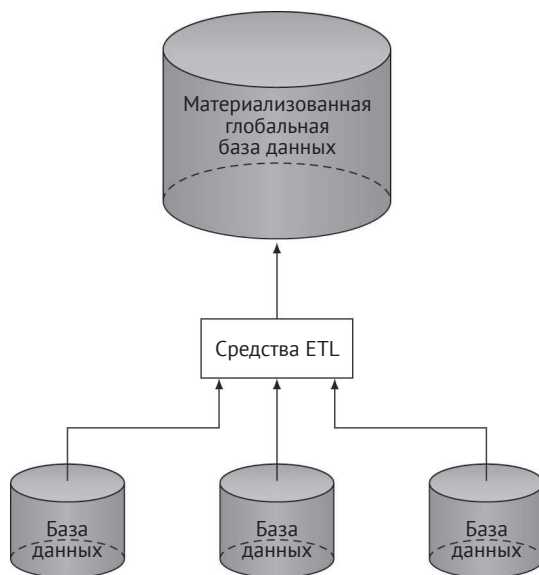 Материализованная
глобальная
база данных
Средства ETL
База
данных
База
данных
База
данных